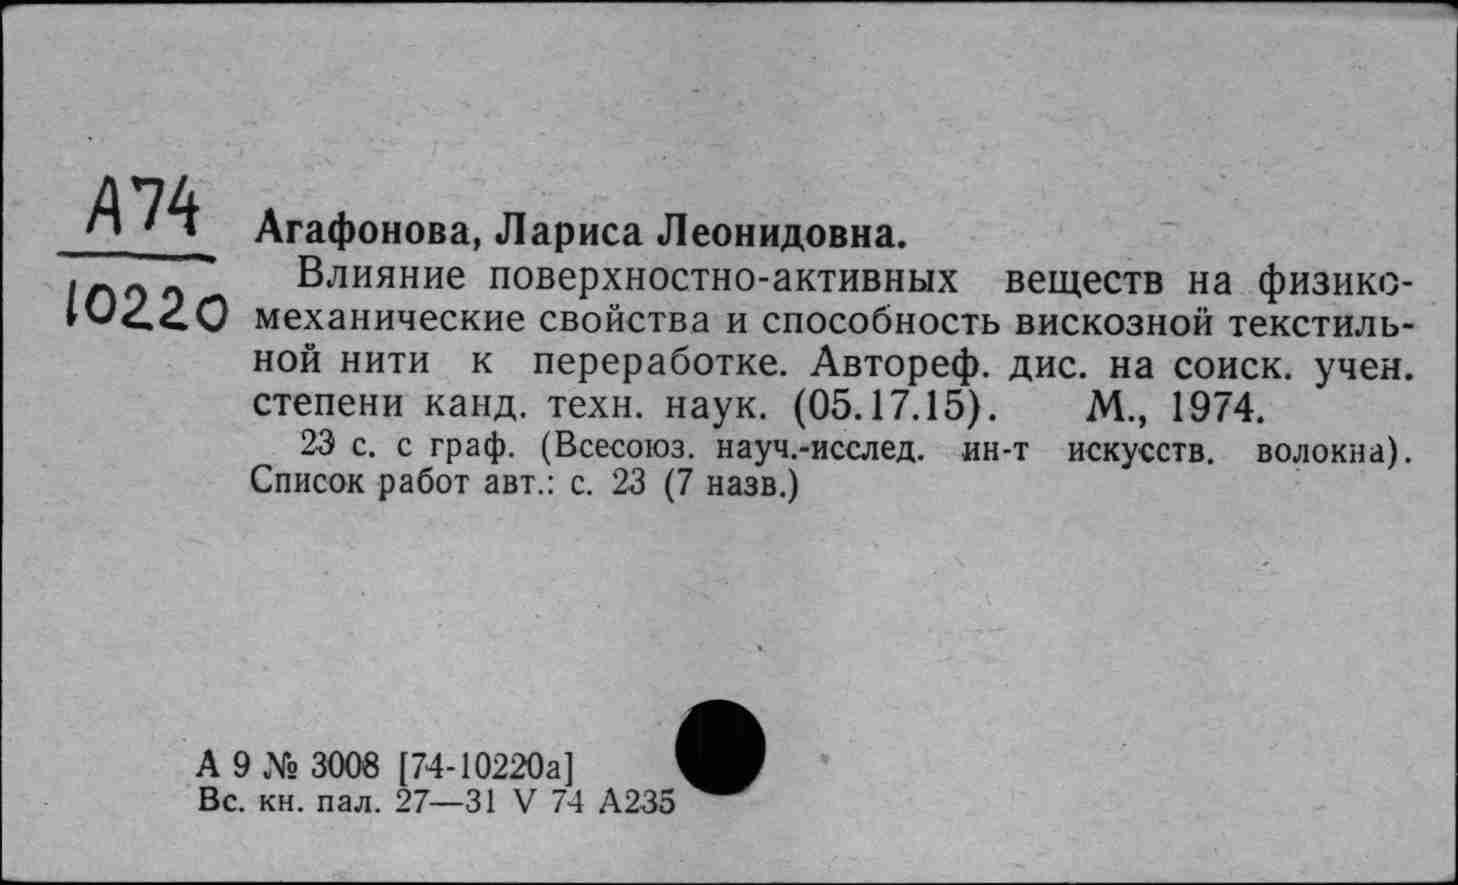 А74
10220
Агафонова, Лариса Леонидовна.
Влияние поверхностно-активных веществ на физико-
механические свойства и способность вискозной текстиль-
ной нити к переработке. Автореф. дис. на соиск. учен.
степени канд. техн. наук. (05.17.15). М., 1974.
23 с. с граф. (Всесоюз. науч.-исслед. ин-т искусств. волокна).
Список работ авт.: с. 23 (7 назв.)
А 9 № 3008 [74-10220а]
Вс. кн. пал. 27—31 V 74 А235